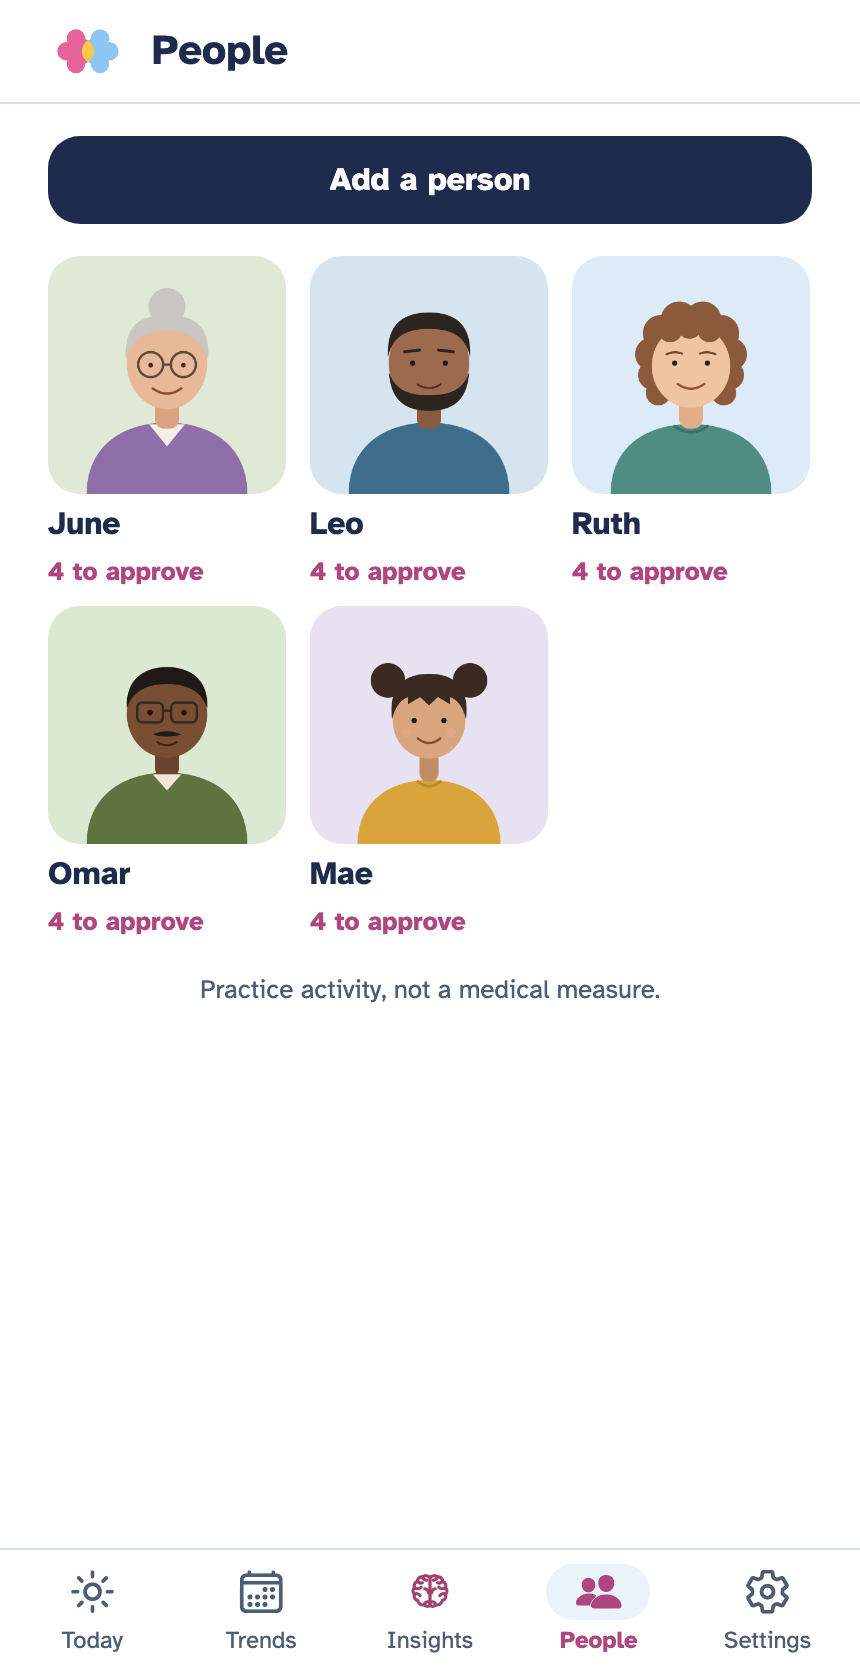 People
Add a person
June
Leo
Ruth
4 to approve
4 to approve
4 to approve
Omar
Mae
4 to approve
4 to approve
Practice activity, not a medical measure.
Today
Trends
Insights
People
Settings